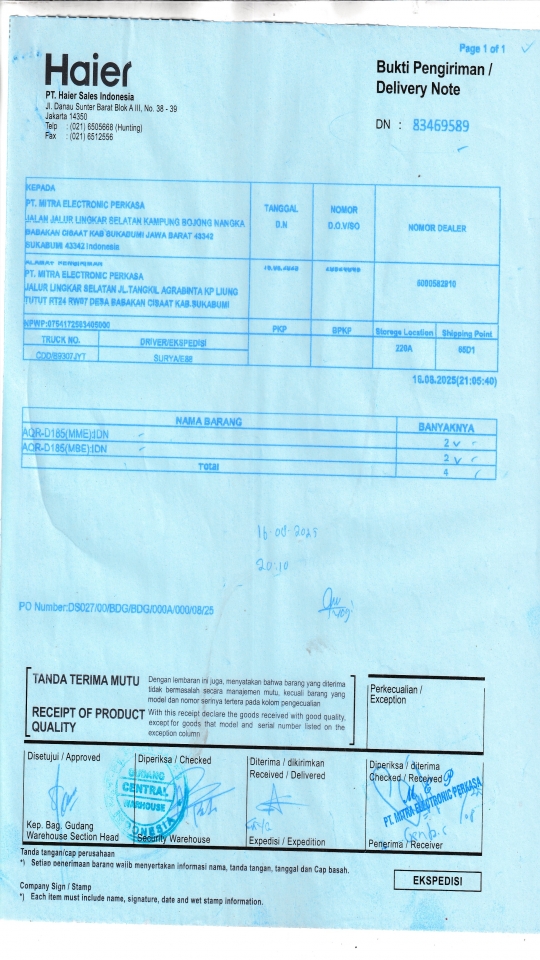 Page 1 of 1
Haier
Bukti Pengiriman /
Delivery Note
PT. Haier Sales Indonesia
Jl. Danau Sunter Barat Blok A III, No. 38 - 39
Jakarta 14350
Telp : (021) 6505668 (Hunting)
Fax : (021) 6512556
DN : 83469589
KEPADA
PT. MITRA ELECTRONIC PERKASA
JALAN JALUR LINGKAR SELATAN KAMPUNG BOJONG NANGKA
BABAKAN CISAAT KAB SUKABUMI JAWA BARAT 43342
SUKABUMI 43342 Indonesia
TANGGAL
D.N
NOMOR
D.O.V/SO
NOMOR DEALER
ALAMAT PENGIRIMAN
PT. MITRA ELECTRONIC PERKASA
JALUR LINGKAR SELATAN JL.TANGKIL AGRABINTA KP LIUNG
TUTUT RT24 RW07 DESA BABAKAN CISAAT KAB.SUKABUMI
NPWP:
PKP
GPKP
Storege Location
Shipping Point
TRUCK NO.
DRIVER/EKSPEDISI
220A
16.08.2025(21:05:40)
NAMA BARANG
BANYAKNYA
AQR-D185(MME):IDN
2
AQR-D185(MBE):IDN
2
Total
4
16-08-2025
20:10
PO Number:DS027/00/BDG/BDG/000A/000/08/25
TANDA TERIMA MUTU
Dengan lembaran ini juga, menyatakan bahwa barang yang diterima
tidak bermasalah secara manajemen mutu, kecuali barang yang
model dan nomor serinya tertera pada kolom pengecualian
RECEIPT OF PRODUCT
QUALITY
With this receipt declare the goods received with good quality,
except for goods that model and serial number listed on the
exception column
Perkecualian /
Exception
Disetujui / Approved
Diperiksa / Checked
Diterima / dikirimkan
Received / Delivered
Diperiksa / diterima
Checked / Received
GUDANG
CENTRAL
WAREHOUSE
INDONESIA
PT. MITRA ELECTRONIC PERKASA
Kep. Bag. Gudang
Warehouse Section Head
Security Warehouse
Expedisi / Expedition
Penerima / Receiver
Tanda tangan/cap perusahaan
*) Setiap penerimaan barang wajib menyertakan informasi nama, tanda tangan, tanggal dan Cap basah.
EKSPEDISI
Company Sign / Stamp
*) Each item must include name, signature, date and wet stamp information.